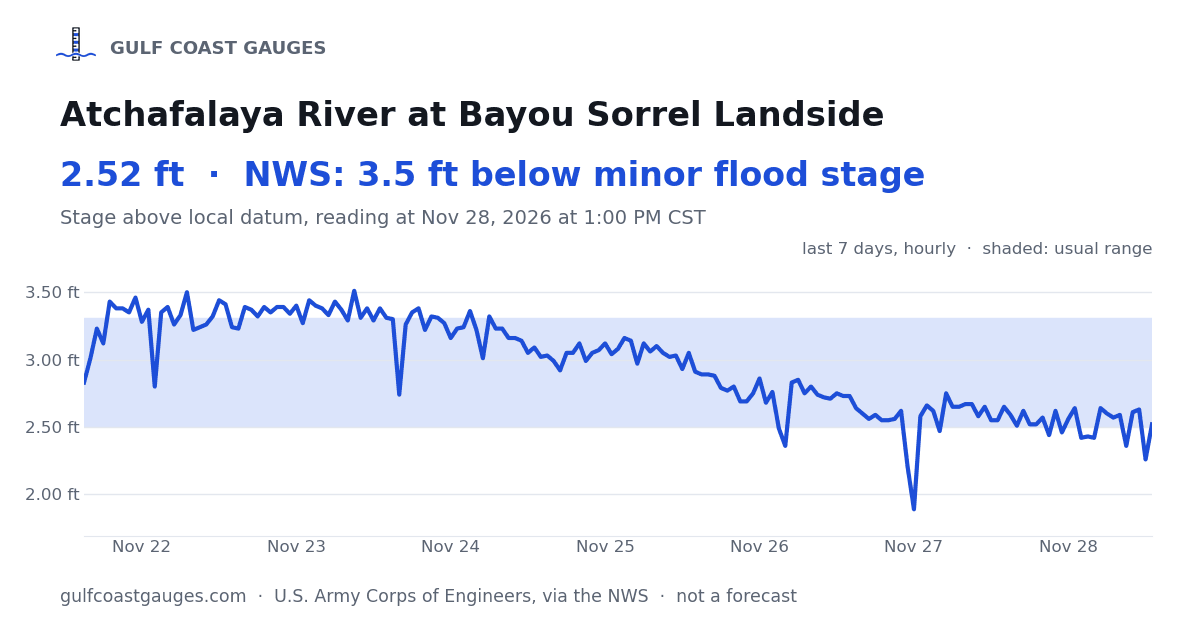 GULF COAST GAUGES
Atchafalaya River at Bayou Sorrel Landside
2.52 ft · NWS: 3.5 ft below minor flood stage
Stage above local datum, reading at Nov 28, 2026 at 1:00 PM CST
last 7 days, hourly · shaded: usual range
3.50 ft
3.00 ft
2.50 ft
2.00 ft
Nov 22 Nov 23 Nov 24 Nov 25 Nov 26 Nov 27 Nov 28
gulfcoastgauges.com · U.S. Army Corps of Engineers, via the NWS · not a forecast